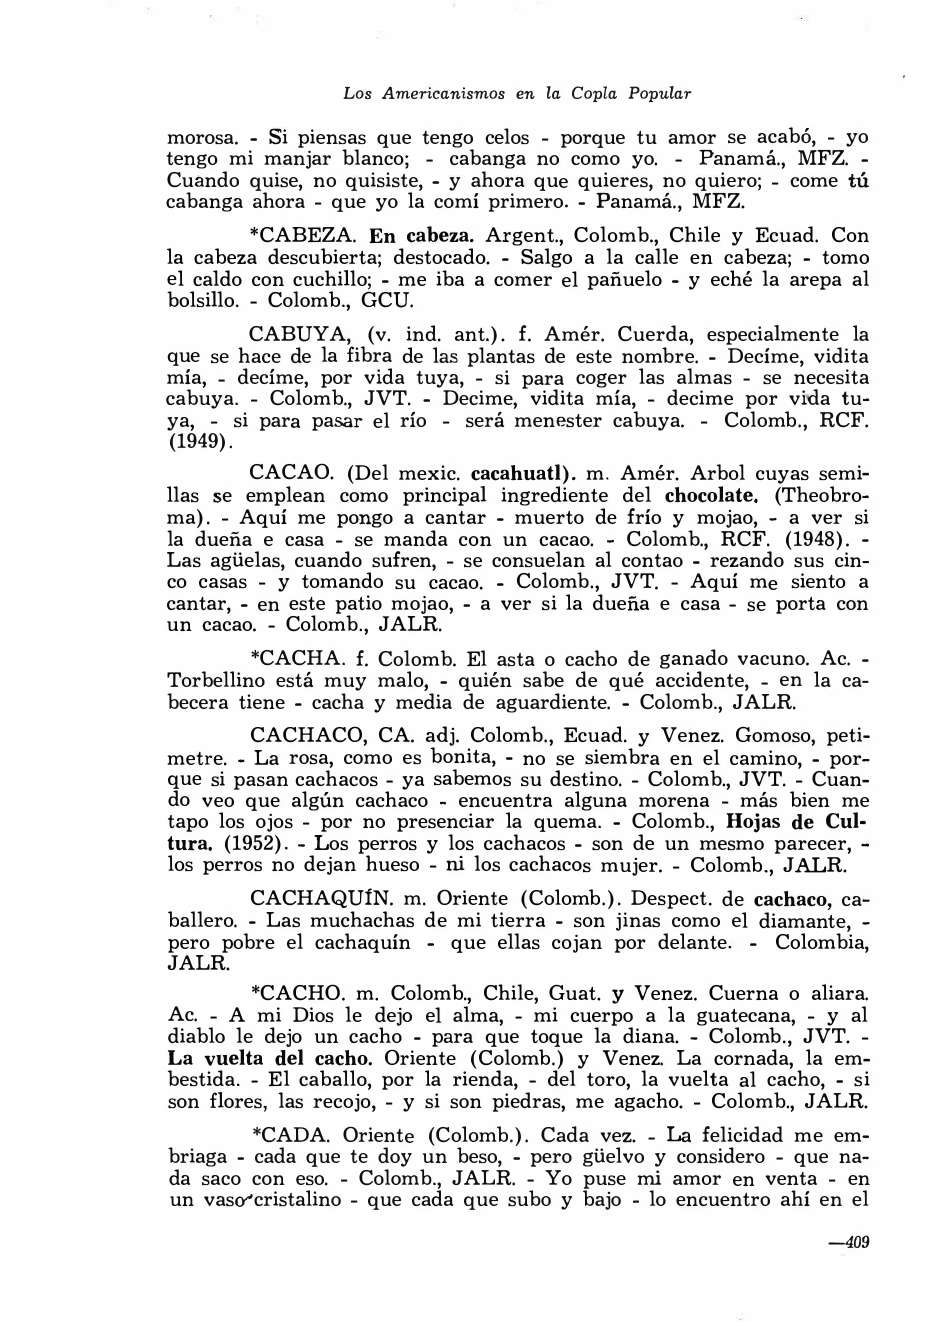 Los Americanismos en la Copla Popular
morosa. - Si piensas que tengo celos - porque tu amor se acabó, - yo
tengo mi manjar blanco; - cabanga no como yo. - Panamá., MFZ. -
Cuando quise, no quisiste, - y ahora que quieres, no quiero; - come tú
cabanga ahora - que yo la comí primero. - Panamá., MFZ.
*CABEZA. En cabeza. Argent., Colomb., Chile y Ecuad. Con
la cabeza descubierta; destocado. - Salgo a la calle en cabeza; - tomo
el caldo con cuchillo; - me iba a comer el pañuelo - y eché la arepa al
bolsillo. - Colomb., GCU.
CABUYA, (v. ind. ant.). f. Amér. Cuerda, especialmente la
que se hace de la fibra de las plantas de este nombre. - Decíme, vidita
mía, - decíme, por vida tuya, - si para coger las almas - se necesita
cabuya. - Colomb., JVT. - Decime, vidita mía, - decime por vida tu-
ya, - si para pasar el río - será menester cabuya. - Colomb., RCF.
(1949).
CACAO. (Del mexic. cacahuatl). m. Amér. Arbol cuyas semi-
llas se emplean como principal ingrediente del chocolate. (Theobro-
ma). - Aquí me pongo a cantar - muerto de frío y mojao, - a ver si
la dueña e casa - se manda con un cacao. - Colomb., RCF. (1948). -
Las agüelas, cuando sufren, - se consuelan al contao - rezando sus cin-
co casas - y tomando su cacao. - Colomb., JVT. - Aquí me siento a
cantar, - en este patio mojao, - a ver si la dueña e casa - se porta con
un cacao. - Colomb., JALR.
*CACHA. f. Colomb. El asta o cacho de ganado vacuno. Ac. -
Torbellino está muy malo, - quién sabe de qué accidente, - en la ca-
becera tiene - cacha y media de aguardiente. - Colomb., JALR.
CACHACO, CA. adj. Colomb., Ecuad. y Venez. Gomoso, peti-
metre. - La rosa, como es bonita, - no se siembra en el camino, - por-
que si pasan cachacos - ya sabemos su destino. - Colomb., JVT. - Cuan-
do veo que algún cachaco - encuentra alguna morena - más bien me
tapo los ojos - por no presenciar la quema. - Colomb., Hojas de Cul-
tura. (1952). - Los perros y los cachacos - son de un mesmo parecer, -
los perros no dejan hueso - ni los cachacos mujer. - Colomb., JALR.
CACHAQUÍN. m. Oriente (Colomb.). Despect. de cachaco, ca-
ballero. - Las muchachas de mi tierra - son jinas como el diamante, -
pero pobre el cachaquín - que ellas cojan por delante. - Colombia,
JALR.
*CACHO. m. Colomb., Chile, Guat. y Venez. Cuerna o aliara.
Ac. - A mi Dios le dejo el alma, - mi cuerpo a la guatecana, - y al
diablo le dejo un cacho - para que toque la diana. - Colomb., JVT. -
La vuelta del cacho. Oriente (Colomb.) y Venez. La cornada, la em-
bestida. - El caballo, por la rienda, - del toro, la vuelta al cacho, - si
son flores, las recojo, - y si son piedras, me agacho. - Colomb., JALR.
*CADA. Oriente (Colomb.). Cada vez. - La felicidad me em-
briaga - cada que te doy un beso, - pero güelvo y considero - que na-
da saco con eso. - Colomb., JALR. - Yo puse mi amor en venta - en
un vaso cristalino - que cada que subo y bajo - lo encuentro ahí en el
—409